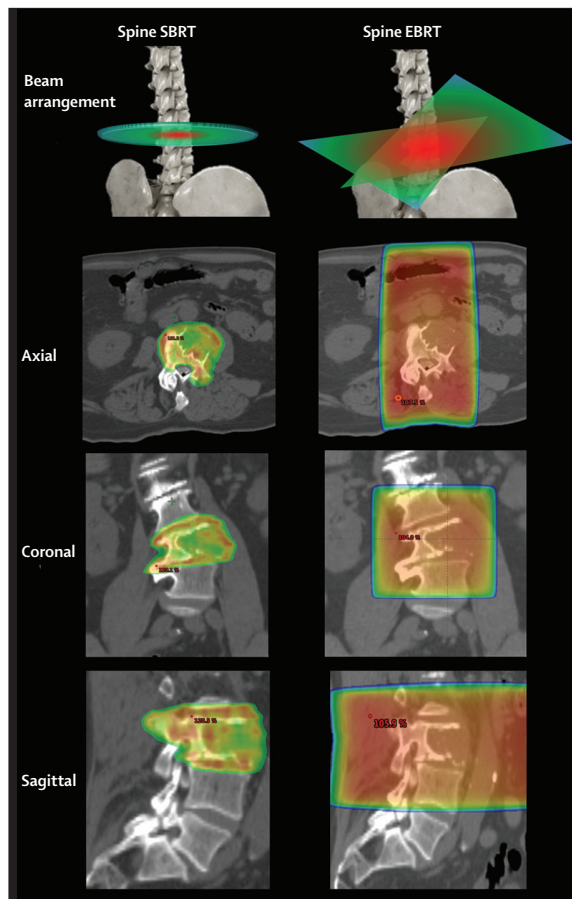 Spine SBRT
Spine EBRT
Beam
arrangement
Axial
Coronal
Sagittal
105.9 %